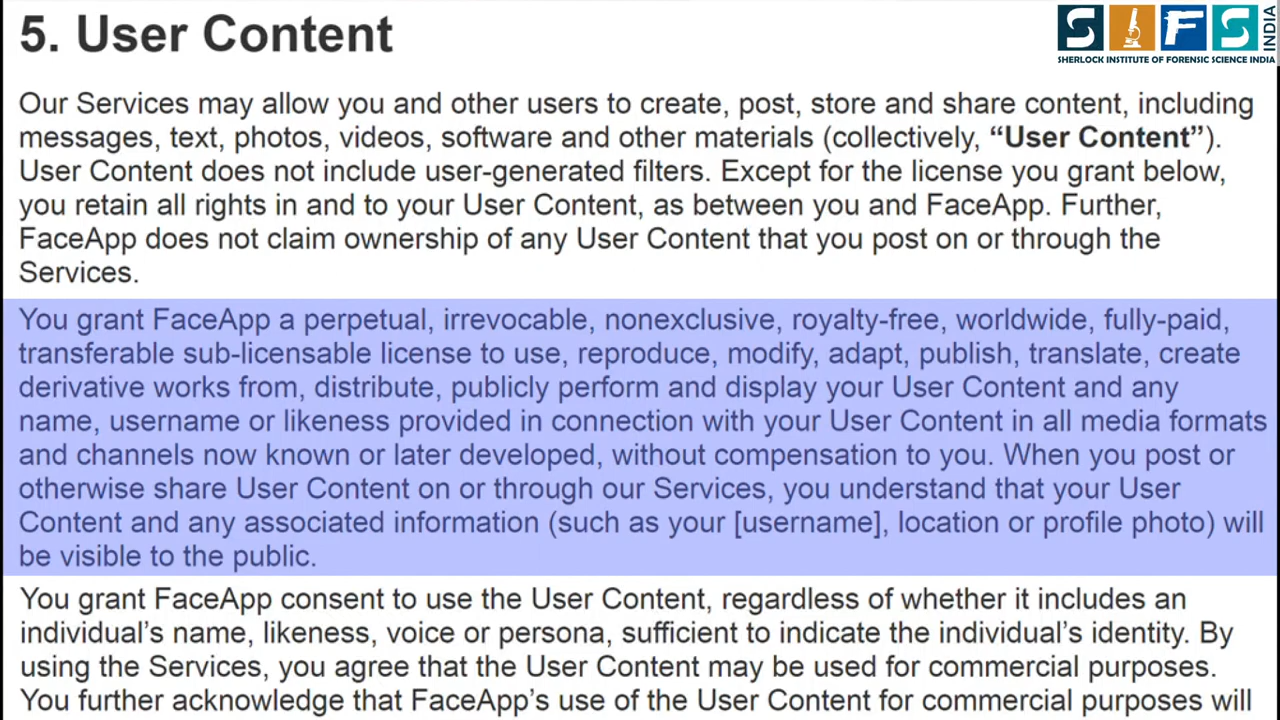 5. User Content
S I F S INDIA
SHERLOCK INSTITUTE OF FORENSIC SCIENCE INDIA
Our Services may allow you and other users to create, post, store and share content, including
messages, text, photos, videos, software and other materials (collectively, “User Content”).
User Content does not include user-generated filters. Except for the license you grant below,
you retain all rights in and to your User Content, as between you and FaceApp. Further,
FaceApp does not claim ownership of any User Content that you post on or through the
Services.
You grant FaceApp a perpetual, irrevocable, nonexclusive, royalty-free, worldwide, fully-paid,
transferable sub-licensable license to use, reproduce, modify, adapt, publish, translate, create
derivative works from, distribute, publicly perform and display your User Content and any
name, username or likeness provided in connection with your User Content in all media formats
and channels now known or later developed, without compensation to you. When you post or
otherwise share User Content on or through our Services, you understand that your User
Content and any associated information (such as your [username], location or profile photo) will
be visible to the public.
You grant FaceApp consent to use the User Content, regardless of whether it includes an
individual’s name, likeness, voice or persona, sufficient to indicate the individual’s identity. By
using the Services, you agree that the User Content may be used for commercial purposes.
You further acknowledge that FaceApp’s use of the User Content for commercial purposes will